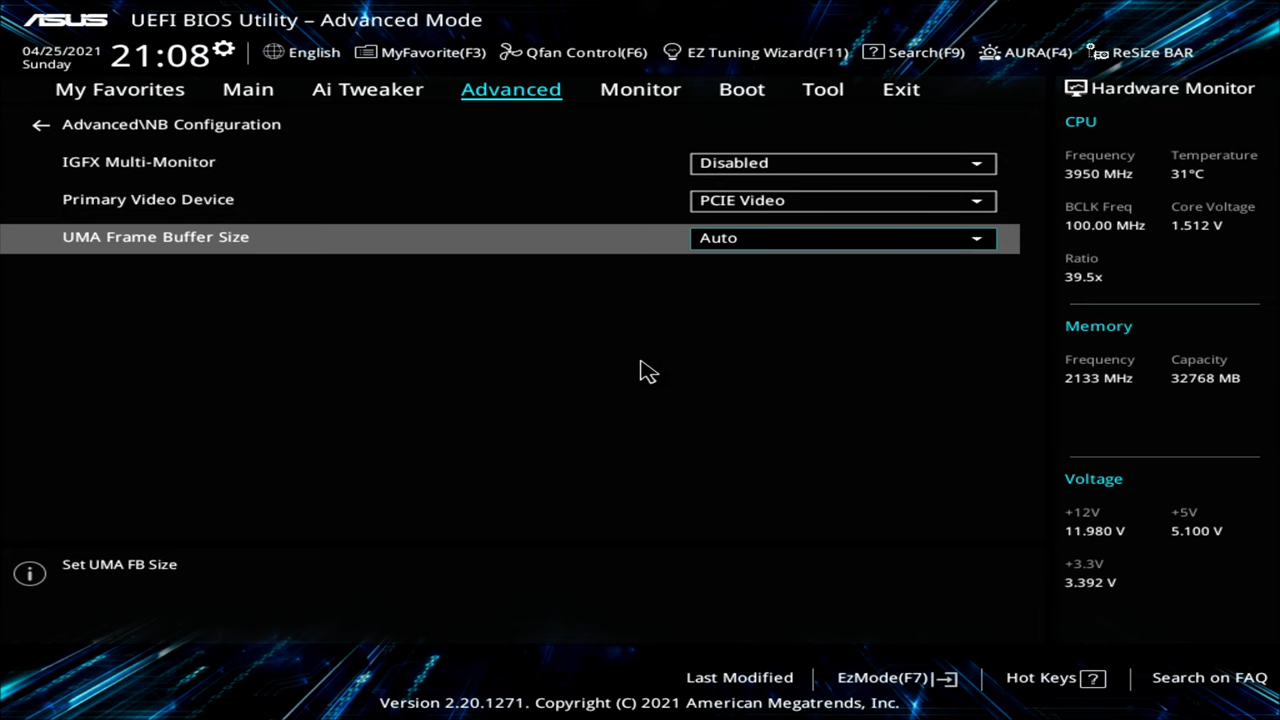 ASUS UEFI BIOS Utility – Advanced Mode
04/25/2021
Sunday
21:08
English MyFavorite(F3) Qfan Control(F6) EZ Tuning Wizard(F11) ? Search(F9) AURA(F4) ReSize BAR
My Favorites Main Ai Tweaker Advanced Monitor Boot Tool Exit
Advanced\NB Configuration
IGFX Multi-Monitor Disabled
Primary Video Device PCIE Video
UMA Frame Buffer Size Auto
Set UMA FB Size
Hardware Monitor
CPU
Frequency Temperature
3950 MHz 31°C
BCLK Freq Core Voltage
100.00 MHz 1.512 V
Ratio
39.5x
Memory
Frequency Capacity
2133 MHz 32768 MB
Voltage
+12V +5V
11.980 V 5.100 V
+3.3V
3.392 V
Last Modified EzMode(F7) Hot Keys ? Search on FAQ
Version 2.20.1271. Copyright (C) 2021 American Megatrends, Inc.